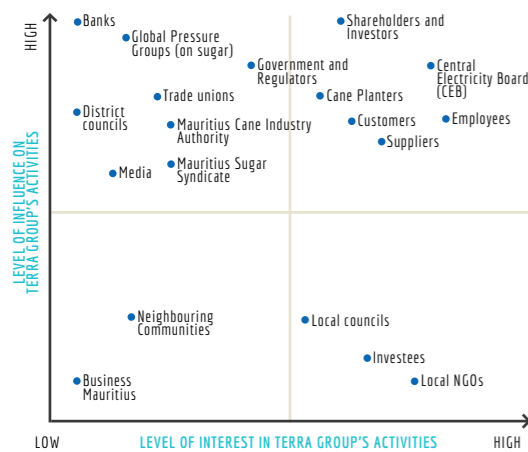 HIGH
LEVEL OF INFLUENCE ON
TERRA GROUP'S ACTIVITIES
Banks
Global Pressure
Groups (on sugar)
Shareholders and
Investors
Government and
Regulators
Central
Electricity Board
(CEB)
Trade unions
Cane Planters
District
councils
Mauritius Cane Industry
Authority
Customers
Employees
Suppliers
Media
Mauritius Sugar
Syndicate
Neighbouring
Communities
Local councils
Investees
Business
Mauritius
Local NGOs
LOW
LEVEL OF INTEREST IN TERRA GROUP'S ACTIVITIES
HIGH